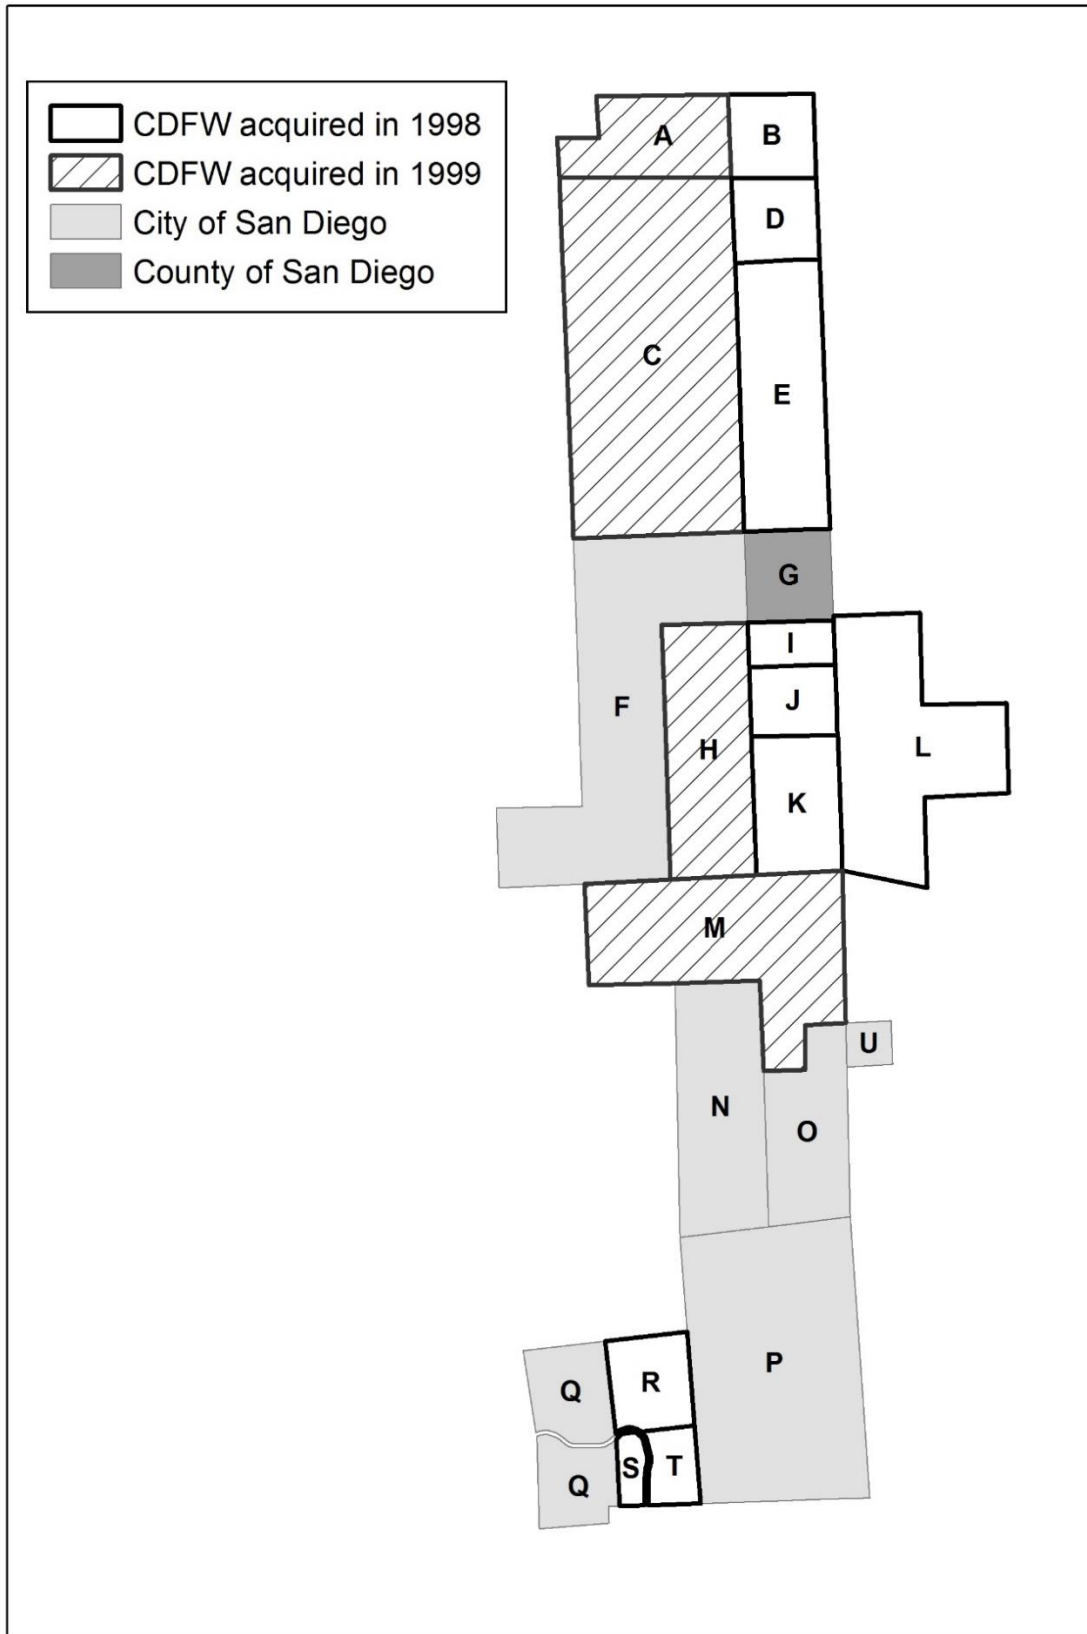 CDFW acquired in 1998
CDFW acquired in 1999
City of San Diego
County of San Diego
A
B
D
C
E
G
I
J
F
L
H
K
M
U
N
O
P
R
Q
S
T
Q